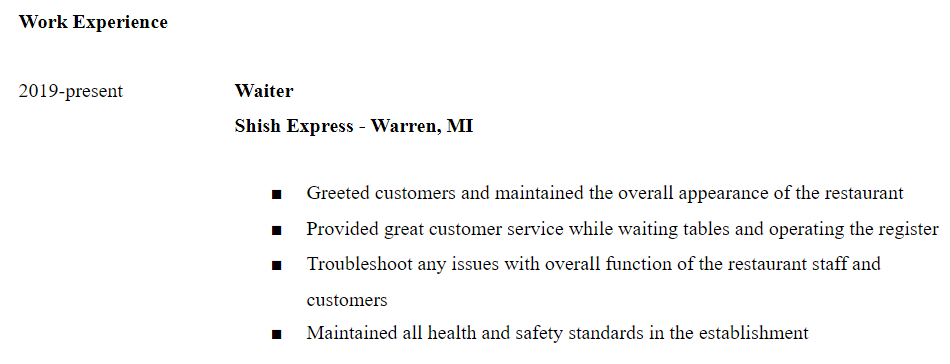 Work Experience
2019-present Waiter
Shish Express - Warren, MI
■ Greeted customers and maintained the overall appearance of the restaurant
■ Provided great customer service while waiting tables and operating the register
■ Troubleshoot any issues with overall function of the restaurant staff and
customers
■ Maintained all health and safety standards in the establishment